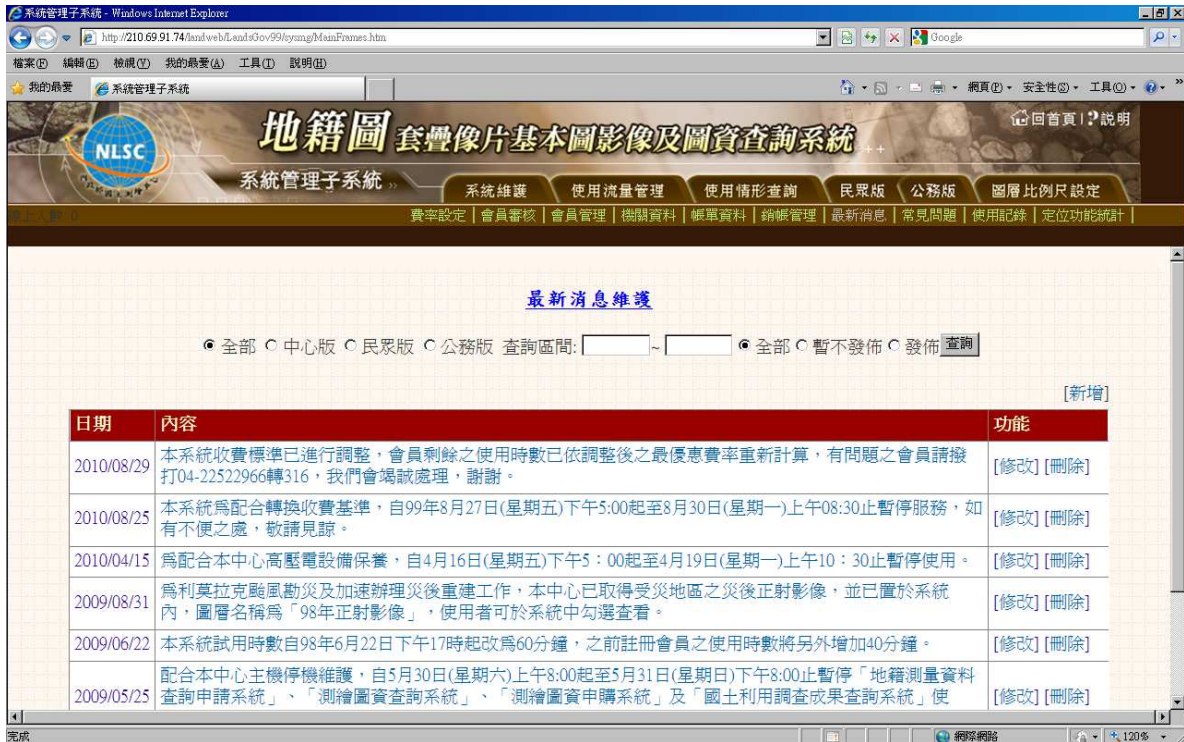 系統管理子系統 - Windows Internet Explorer
http://210.69.91.74/landweb/LandsGov99/sysmg/MainFrames.htm
Google
檔案(F) 編輯(E) 檢視(V) 我的最愛(A) 工具(T) 說明(H)
我的最愛 系統管理子系統 網頁(P) 安全性(S) 工具(O) »
NLSC
地籍圖套疊像片基本圖影像及圖資查詢系統
回首頁 | 說明
系統管理子系統 »
系統維護 使用流量管理 使用情形查詢 民眾版 公務版 圖層比例尺設定
線上人數: 0
費率設定 | 會員審核 | 會員管理 | 機關資料 | 帳單資料 | 銷帳管理 | 最新消息 | 常見問題 | 使用記錄 | 定位功能統計 |
最新消息維護
全部 中心版 民眾版 公務版 查詢區間: ~ 全部 暫不發佈 發佈 查詢
[新增]
日期 內容 功能
2010/08/29 本系統收費標準已進行調整,會員剩餘之使用時數已依調整後之最優惠費率重新計算,有問題之會員請撥
打04-22522966轉316,我們會竭誠處理,謝謝。 [修改] [刪除]
2010/08/25 本系統為配合轉換收費基準,自99年8月27日(星期五)下午5:00起至8月30日(星期一)上午08:30止暫停服務,如
有不便之處,敬請見諒。 [修改] [刪除]
2010/04/15 為配合本中心高壓電設備保養,自4月16日(星期五)下午5:00起至4月19日(星期一)上午10:30止暫停使用。 [修改] [刪除]
2009/08/31 為利莫拉克颱風勘災及加速辦理災後重建工作,本中心已取得受災地區之災後正射影像,並已置於系統
內,圖層名稱為「98年正射影像」,使用者可於系統中勾選查看。 [修改] [刪除]
2009/06/22 本系統試用時數自98年6月22日下午17時起改為60分鐘,之前註冊會員之使用時數將另外增加40分鐘。 [修改] [刪除]
2009/05/25 配合本中心主機停機維護,自5月30日(星期六)上午8:00起至5月31日(星期日)下午8:00止暫停「地籍測量資料
查詢申請系統」、「測繪圖資查詢系統」、「測繪圖資申購系統」及「國土利用調查成果查詢系統」使 [修改] [刪除]
完成 網際網路 120%